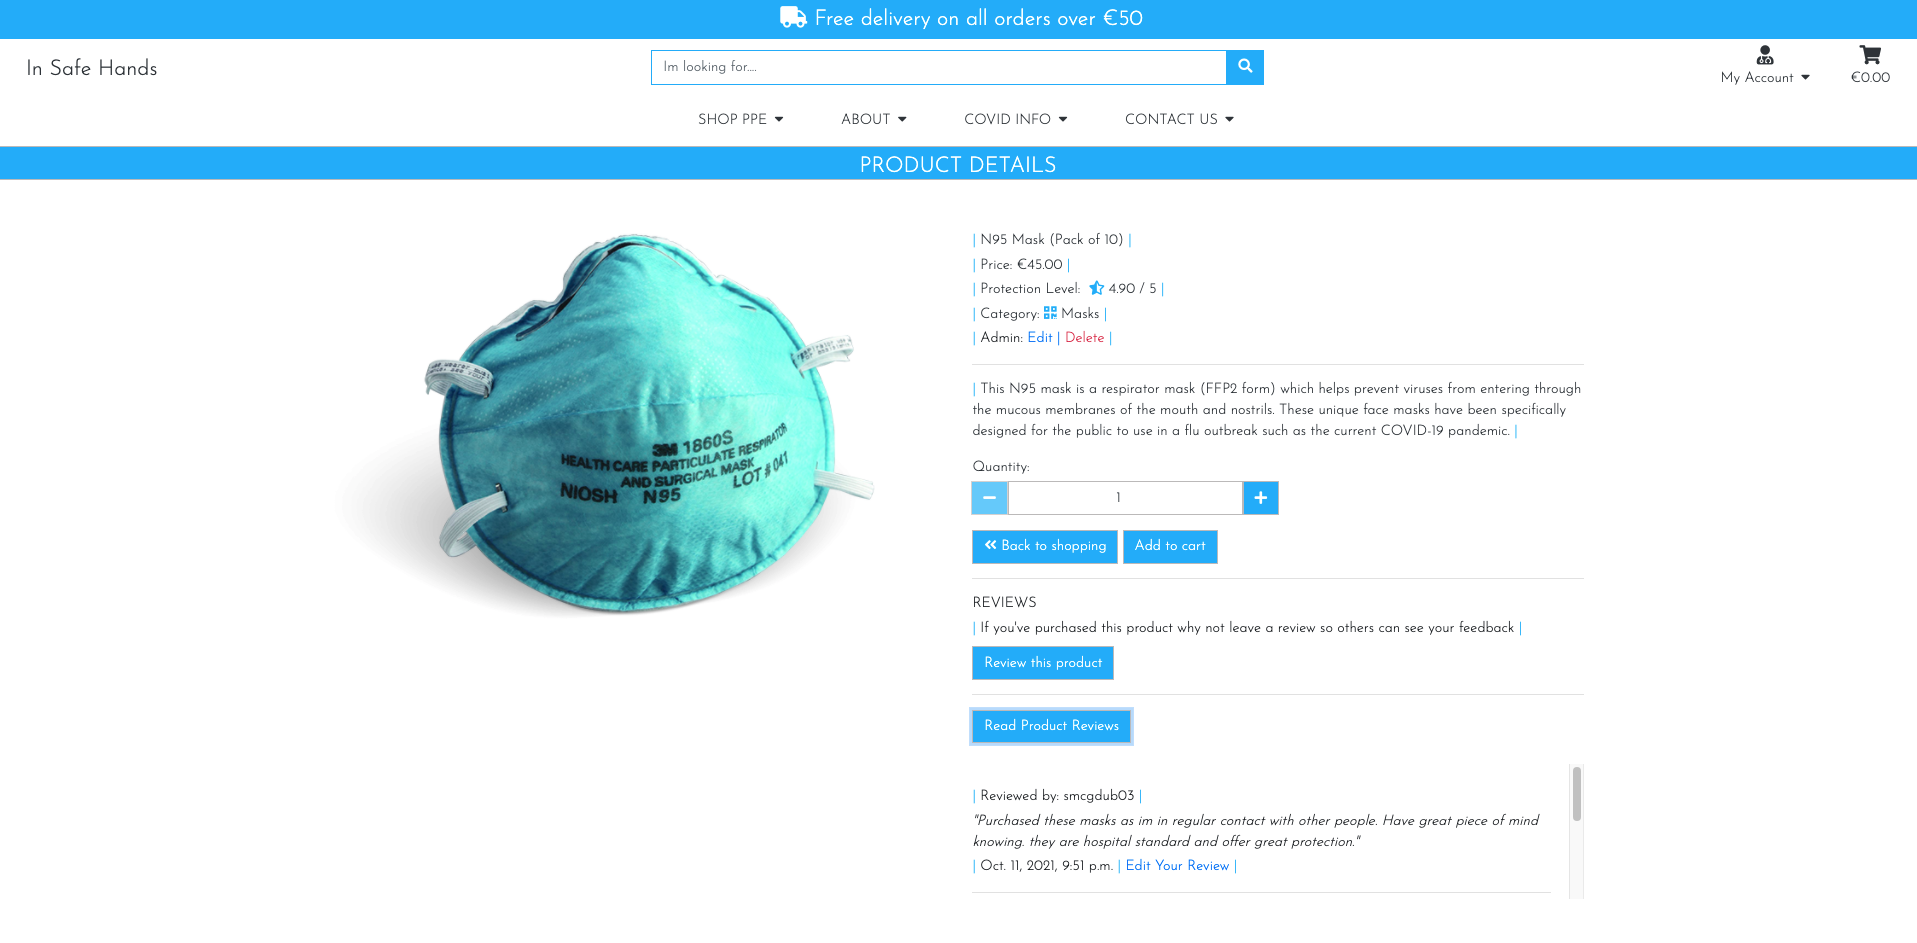 Free delivery on all orders over €50
In Safe Hands
Im looking for....
My Account
€0.00
SHOP PPE
ABOUT
COVID INFO
CONTACT US
PRODUCT DETAILS
3M 1860S
HEALTH CARE PARTICULATE RESPIRATOR
AND SURGICAL MASK
LOT # 041
NIOSH N95
| N95 Mask (Pack of 10) |
| Price: €45.00 |
| Protection Level: 4.90 / 5 |
| Category: Masks |
| Admin: Edit | Delete |
| This N95 mask is a respirator mask (FFP2 form) which helps prevent viruses from entering through
the mucous membranes of the mouth and nostrils. These unique face masks have been specifically
designed for the public to use in a flu outbreak such as the current COVID-19 pandemic. |
Quantity:
1
Back to shopping
Add to cart
REVIEWS
| If you've purchased this product why not leave a review so others can see your feedback |
Review this product
Read Product Reviews
| Reviewed by: smcgdub03 |
"Purchased these masks as im in regular contact with other people. Have great piece of mind
knowing. they are hospital standard and offer great protection."
| Oct. 11, 2021, 9:51 p.m. | Edit Your Review |